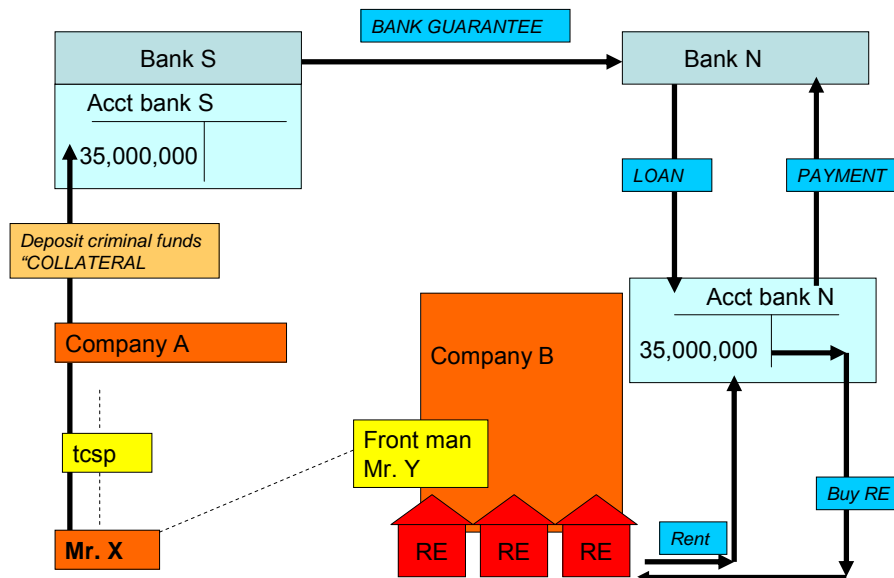 BANK GUARANTEE
Bank S
Bank N
Acct bank S
35,000,000
LOAN
PAYMENT
Deposit criminal funds
“COLLATERAL
Acct bank N
35,000,000
Company A
Company B
tcsp
Front man
Mr. Y
Buy RE
Rent
Mr. X
RE
RE
RE